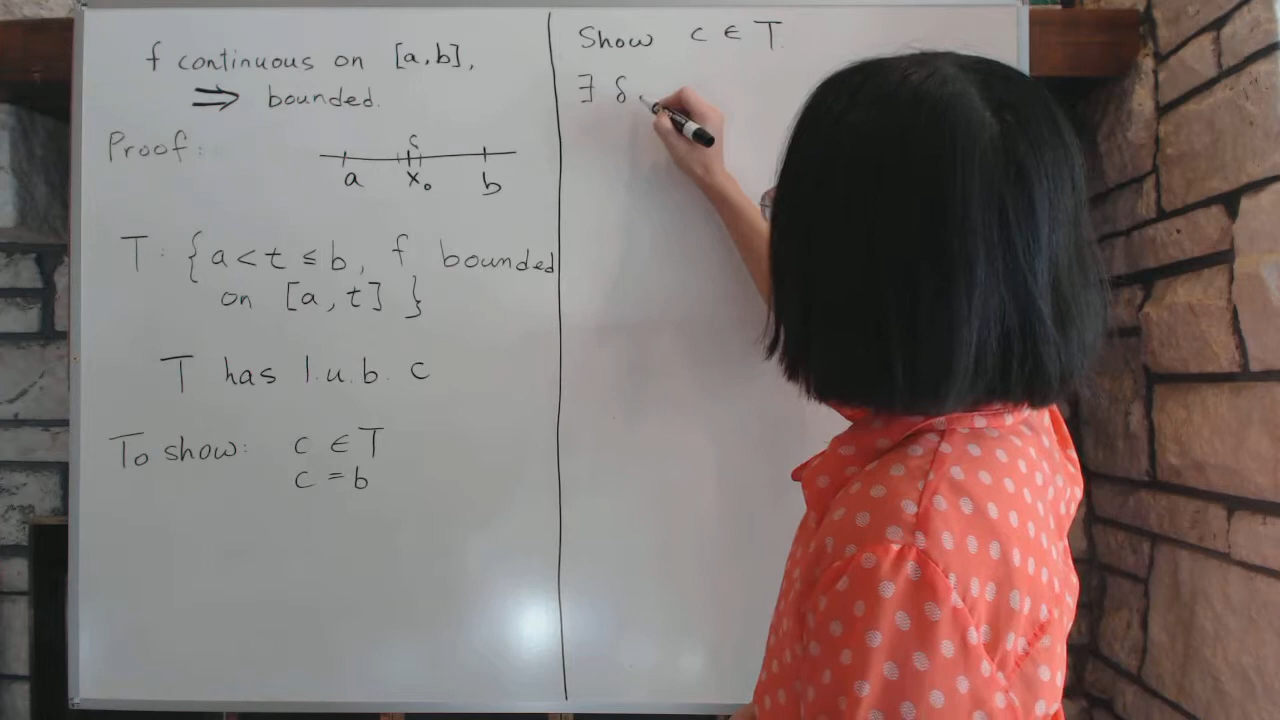 f continuous on [a,b],
⇒ bounded.
Proof:
c
a x₀ b
T: {a < t ≤ b, f bounded
on [a, t] }
T has l.u.b. c
To show: c ∈ T
c = b
Show c ∈ T.
∃ δ